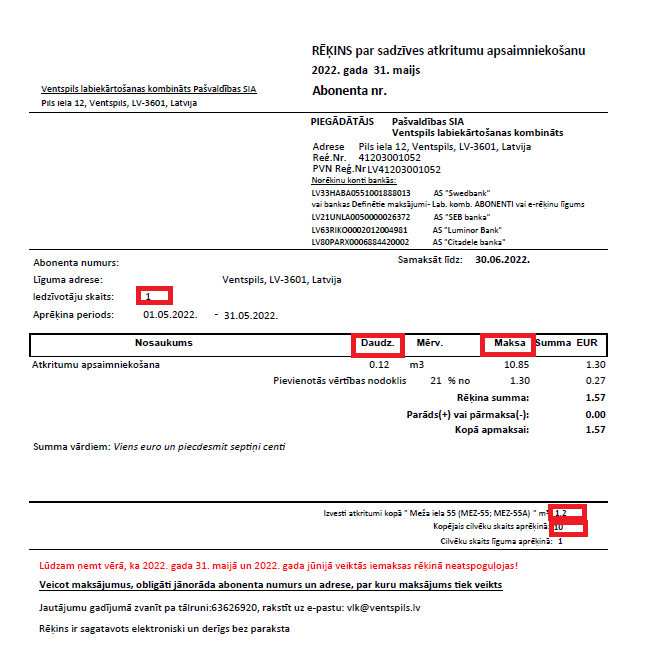 RĒĶINS par sadzīves atkritumu apsaimniekošanu
2022. gada 31. maijs
Ventspils labiekārtošanas kombināts Pašvaldības SIA
Abonenta nr.
Pils iela 12, Ventspils, LV-3601, Latvija
PIEGĀDĀTĀJS Pašvaldības SIA
Ventspils labiekārtošanas kombināts
Adrese Pils iela 12, Ventspils, LV-3601, Latvija
Reģ.Nr. 41203001052
PVN Reģ.Nr LV41203001052
Norēķinu konti bankās:
LV33HABA0551001888013 AS "Swedbank"
vai bankas Definētie maksājumi- Lab. komb. ABONENTI vai e-rēķinu līgums
LV21UNLA0050000026372 AS "SEB banka"
LV63RIKO0002012004981 AS "Luminor Bank"
LV80PARX0006884420002 AS "Citadele banka"
Abonenta numurs: Samaksāt līdz: 30.06.2022.
Līguma adrese: Ventspils, LV-3601, Latvija
Iedzīvotāju skaits: 1
Aprēķina periods: 01.05.2022. - 31.05.2022.
Nosaukums Daudz. Mērv. Maksa Summa EUR
Atkritumu apsaimniekošana 0.12 m3 10.85 1.30
Pievienotās vērtības nodoklis 21 % no 1.30 0.27
Rēķina summa: 1.57
Parāds(+) vai pārmaksa(-): 0.00
Kopā apmaksai: 1.57
Summa vārdiem: Viens euro un piecdesmit septiņi centi
Izvesti atkritumi kopā " Meža iela 55 (MEZ-55; MEZ-55A) " m³ 1.2
Kopējais cilvēku skaits aprēķinā: 10
Cilvēku skaits līguma aprēķinā: 1
Lūdzam ņemt vērā, ka 2022. gada 31. maijā un 2022. gada jūnijā veiktās iemaksas rēķinā neatspoguļojas!
Veicot maksājumus, obligāti jānorāda abonenta numurs un adrese, par kuru maksājums tiek veikts
Jautājumu gadījumā zvanīt pa tālruni:63626920, rakstīt uz e-pastu: vlk@ventspils.lv
Rēķins ir sagatavots elektroniski un derīgs bez paraksta